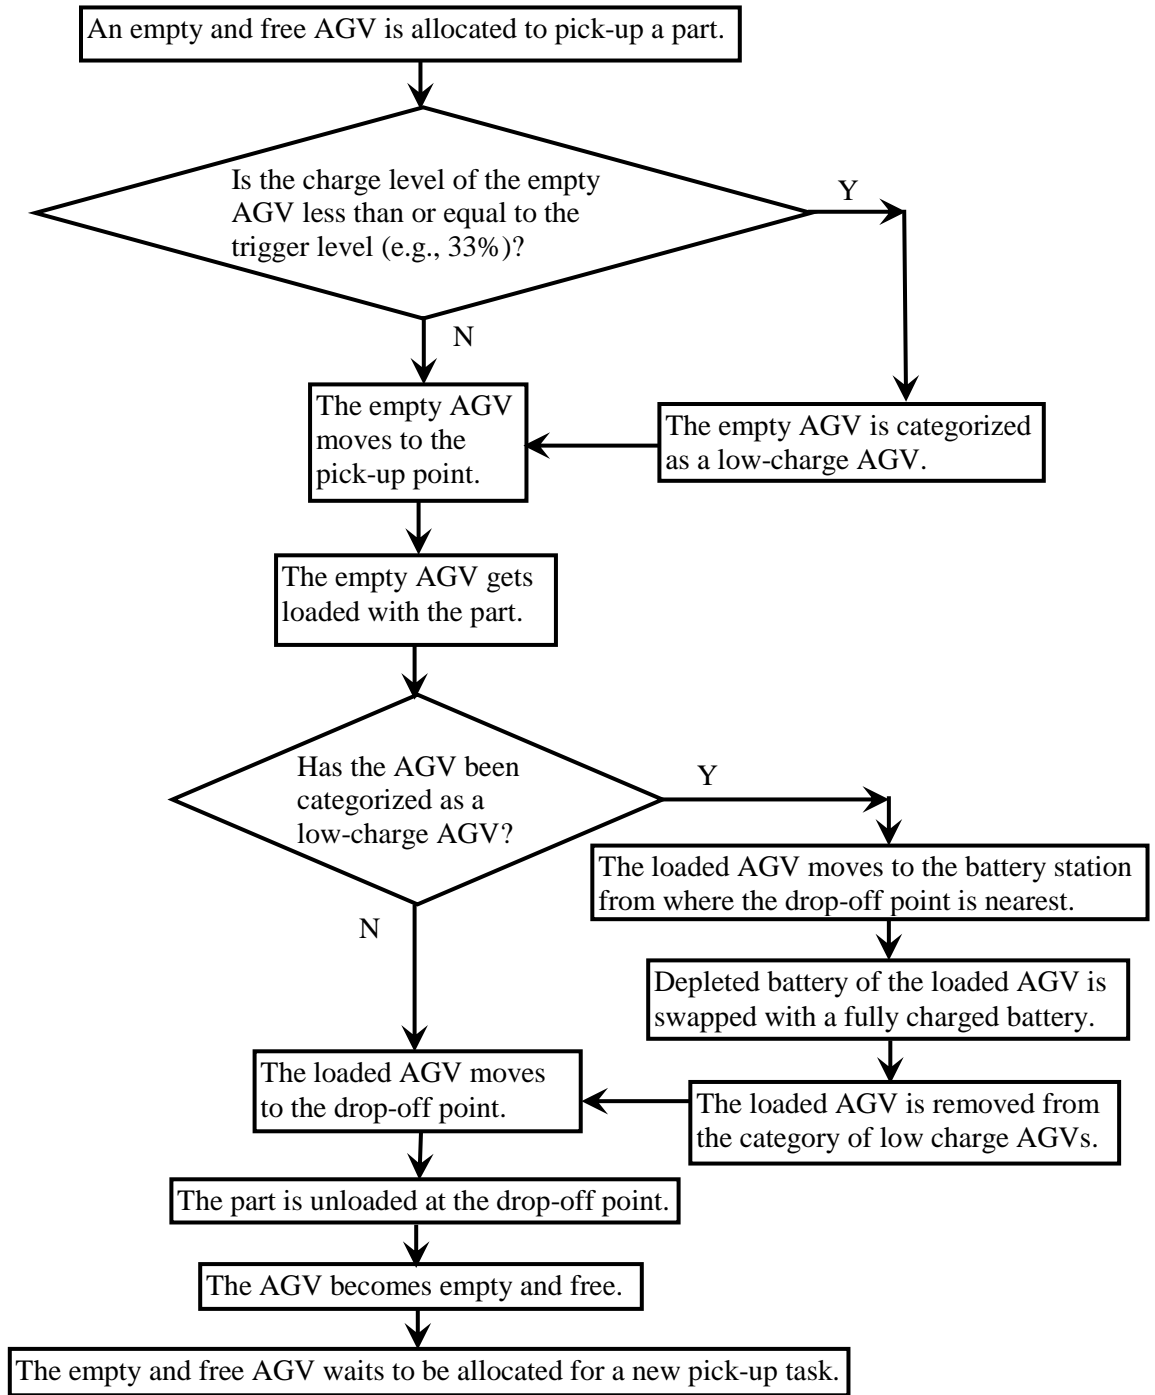 An empty and free AGV is allocated to pick-up a part.
Is the charge level of the empty
AGV less than or equal to the
trigger level (e.g., 33%)?
Y
N
The empty AGV
moves to the
pick-up point.
The empty AGV is categorized
as a low-charge AGV.
The empty AGV gets
loaded with the part.
Has the AGV been
categorized as a
low-charge AGV?
Y
The loaded AGV moves to the battery station
from where the drop-off point is nearest.
N
Depleted battery of the loaded AGV is
swapped with a fully charged battery.
The loaded AGV moves
to the drop-off point.
The loaded AGV is removed from
the category of low charge AGVs.
The part is unloaded at the drop-off point.
The AGV becomes empty and free.
The empty and free AGV waits to be allocated for a new pick-up task.